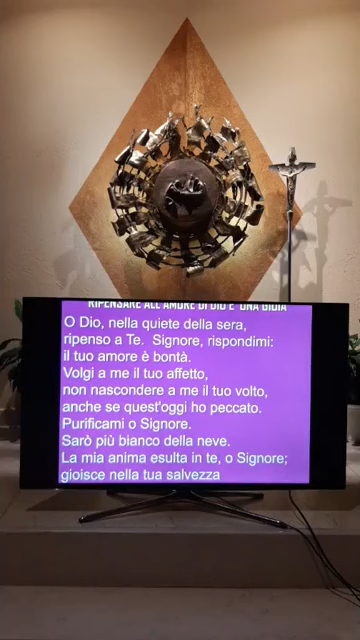 RIPENSARE ALL'AMORE DI DIO E' UNA GIOIA
O Dio, nella quiete della sera,
ripenso a Te. Signore, rispondimi:
il tuo amore è bontà.
Volgi a me il tuo affetto,
non nascondere a me il tuo volto,
anche se quest'oggi ho peccato.
Purificami o Signore.
Sarò più bianco della neve.
La mia anima esulta in te, o Signore;
gioisce nella tua salvezza